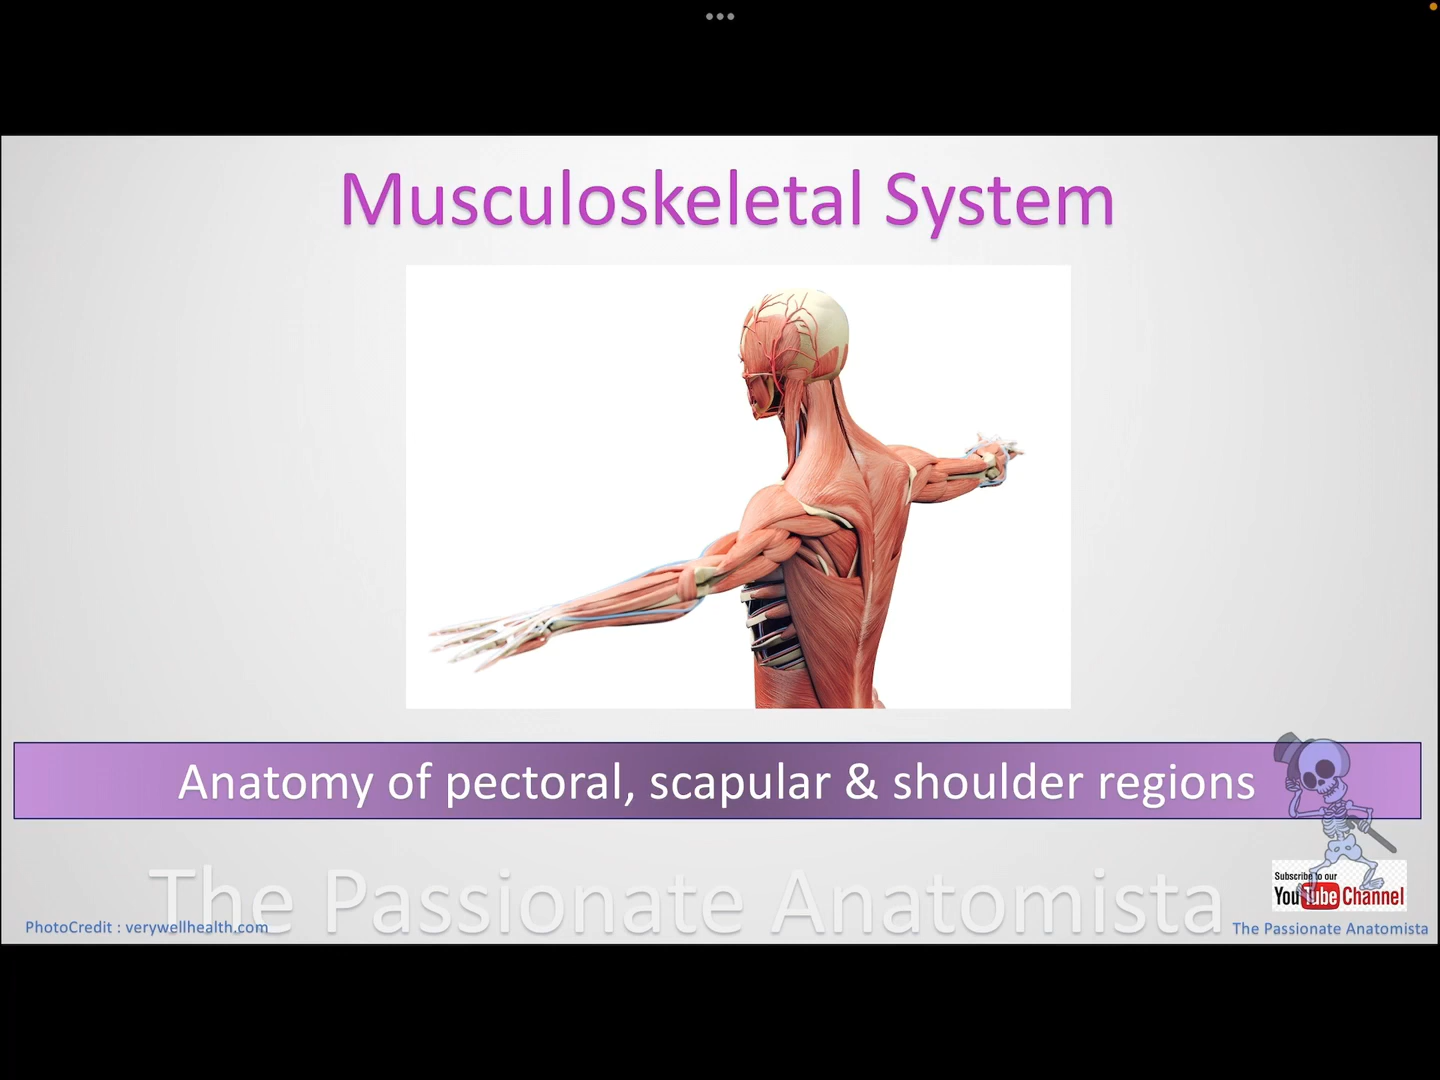 Musculoskeletal System
Anatomy of pectoral, scapular & shoulder regions
The Passionate Anatomista
Subscribe to our
YouTube Channel
PhotoCredit : verywellhealth.com
The Passionate Anatomista